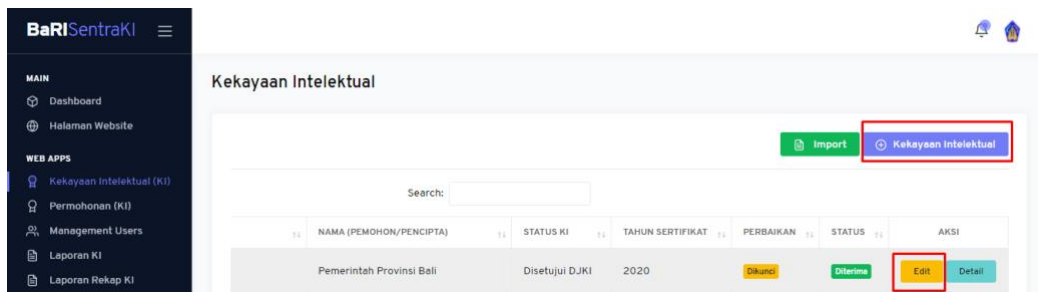 BaRISentraKI
MAIN
Dashboard
Halaman Website
WEB APPS
Kekayaan Intelektual (KI)
Permohonan (KI)
Management Users
Laporan KI
Laporan Rekap KI
Kekayaan Intelektual
Import
Kekayaan Intelektual
Search:
NAMA (PEMOHON/PENCIPTA) STATUS KI TAHUN SERTIFIKAT PERBAIKAN STATUS AKSI
Pemerintah Provinsi Bali Disetujui DJKI 2020 Dikunci Diterima Edit Detail